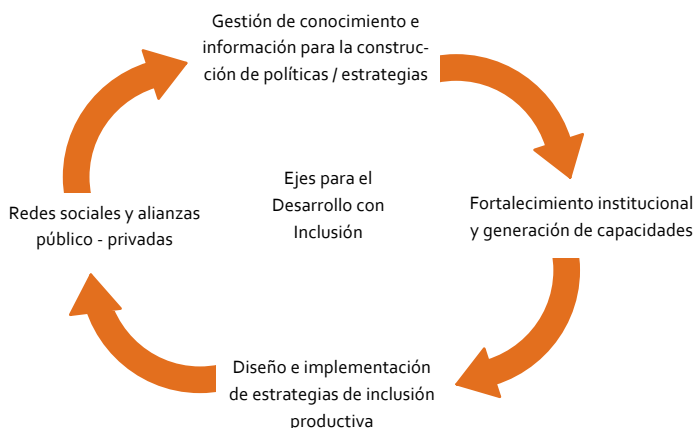 Gestión de conocimiento e
información para la construc-
ción de políticas / estrategias
Ejes para el
Desarrollo con
Inclusión
Fortalecimiento institucional
y generación de capacidades
Redes sociales y alianzas
público - privadas
Diseño e implementación
de estrategias de inclusión
productiva